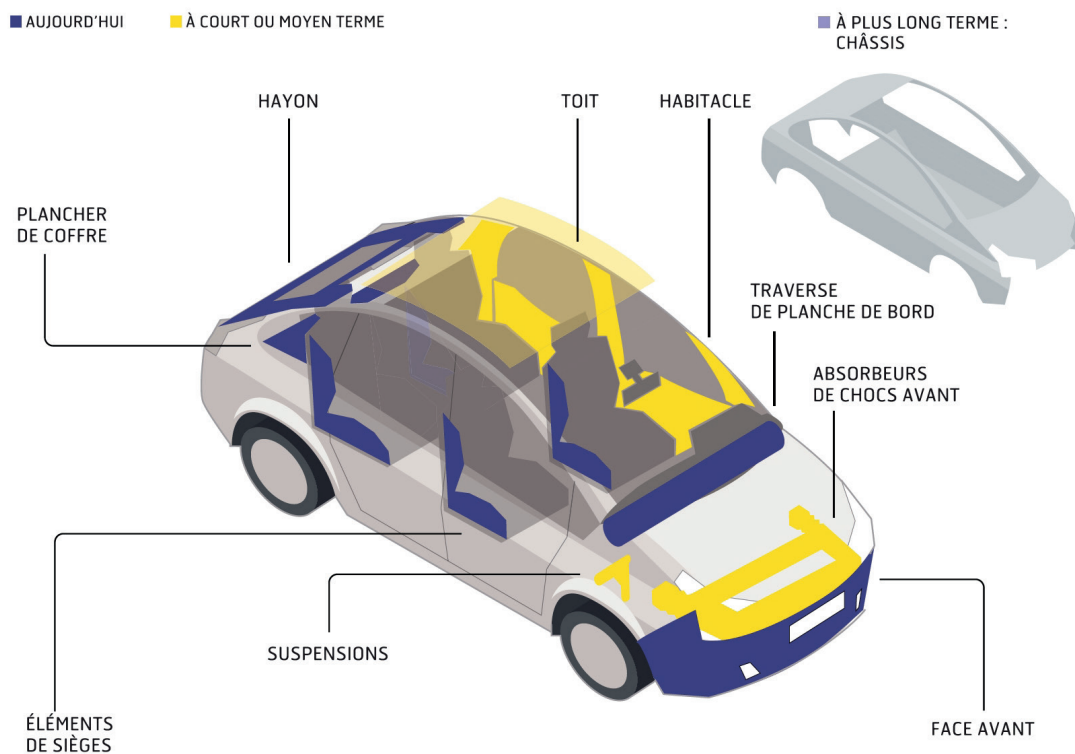 AUJOURD'HUI
À COURT OU MOYEN TERME
À PLUS LONG TERME :
CHÂSSIS
HAYON
TOIT
HABITACLE
PLANCHER
DE COFFRE
TRAVERSE
DE PLANCHE DE BORD
ABSORBEURS
DE CHOCS AVANT
SUSPENSIONS
ÉLÉMENTS
DE SIÈGES
FACE AVANT